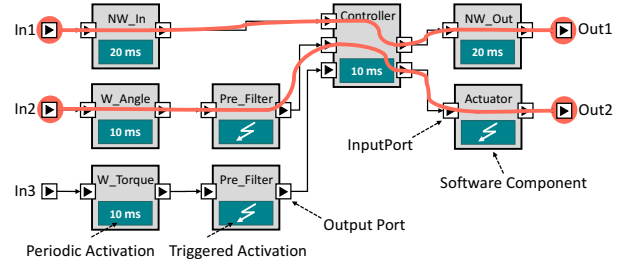 In1
NW_In
20 ms
Controller
10 ms
NW_Out
20 ms
Out1
In2
W_Angle
10 ms
Pre_Filter
Actuator
Out2
InputPort
Software Component
In3
W_Torque
10 ms
Pre_Filter
Output Port
Periodic Activation
Triggered Activation